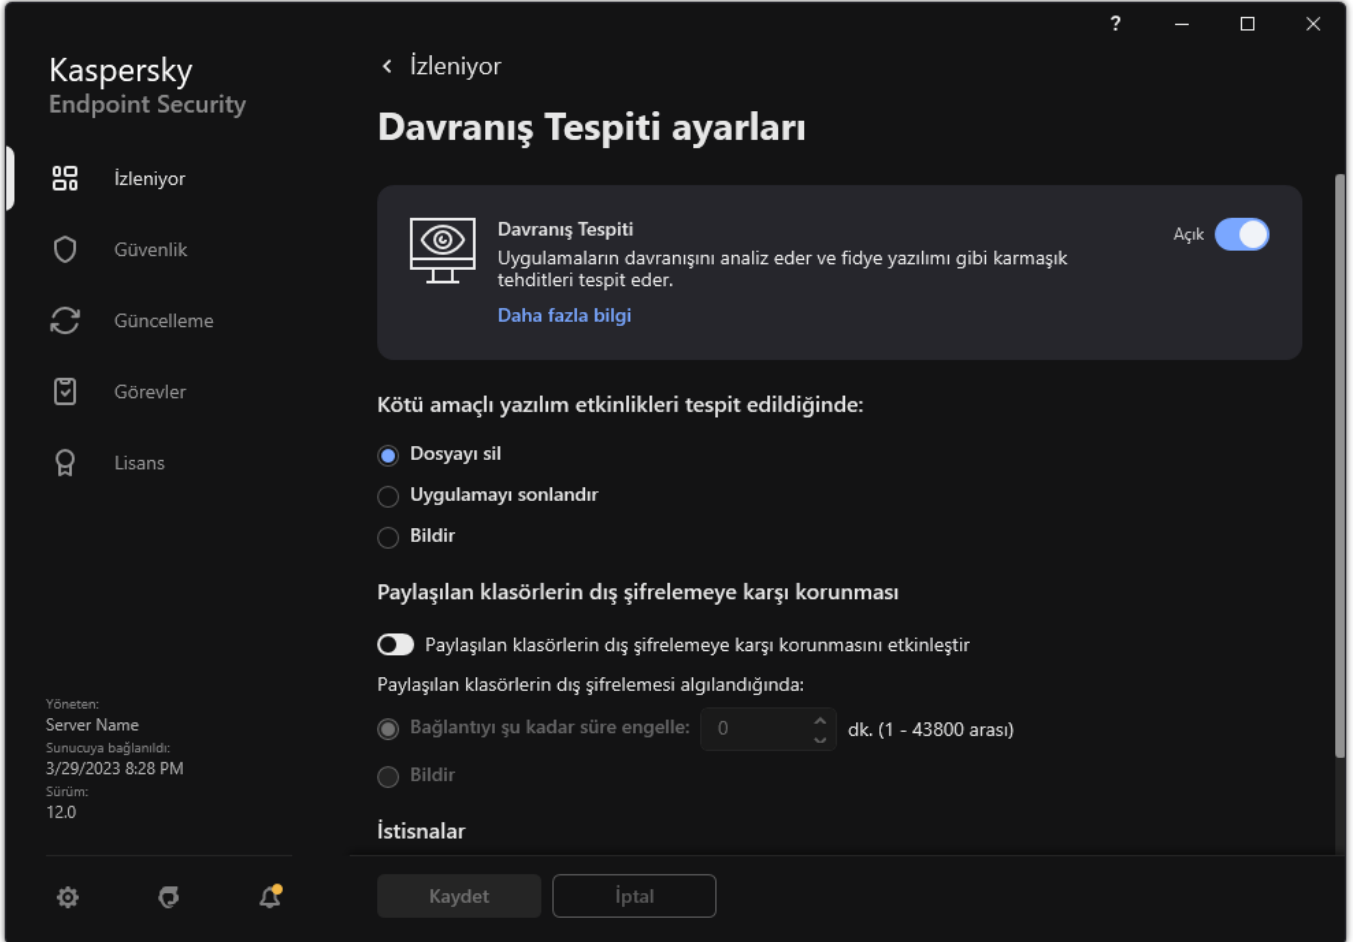 ?
Kaspersky
Endpoint Security
İzleniyor
Güvenlik
Güncelleme
Görevler
Lisans
Yöneten:
Server Name
Sunucuya bağlanıldı:
3/29/2023 8:28 PM
Sürüm:
12.0
İzleniyor
Davranış Tespiti ayarları
Davranış Tespiti
Açık
Uygulamaların davranışını analiz eder ve fidye yazılımı gibi karmaşık
tehditleri tespit eder.
Daha fazla bilgi
Kötü amaçlı yazılım etkinlikleri tespit edildiğinde:
Dosyayı sil
Uygulamayı sonlandır
Bildir
Paylaşılan klasörlerin dış şifrelemeye karşı korunması
Paylaşılan klasörlerin dış şifrelemeye karşı korunmasını etkinleştir
Paylaşılan klasörlerin dış şifrelemesi algılandığında:
Bağlantıyı şu kadar süre engelle: 0 dk. (1 - 43800 arası)
Bildir
İstisnalar
Kaydet İptal